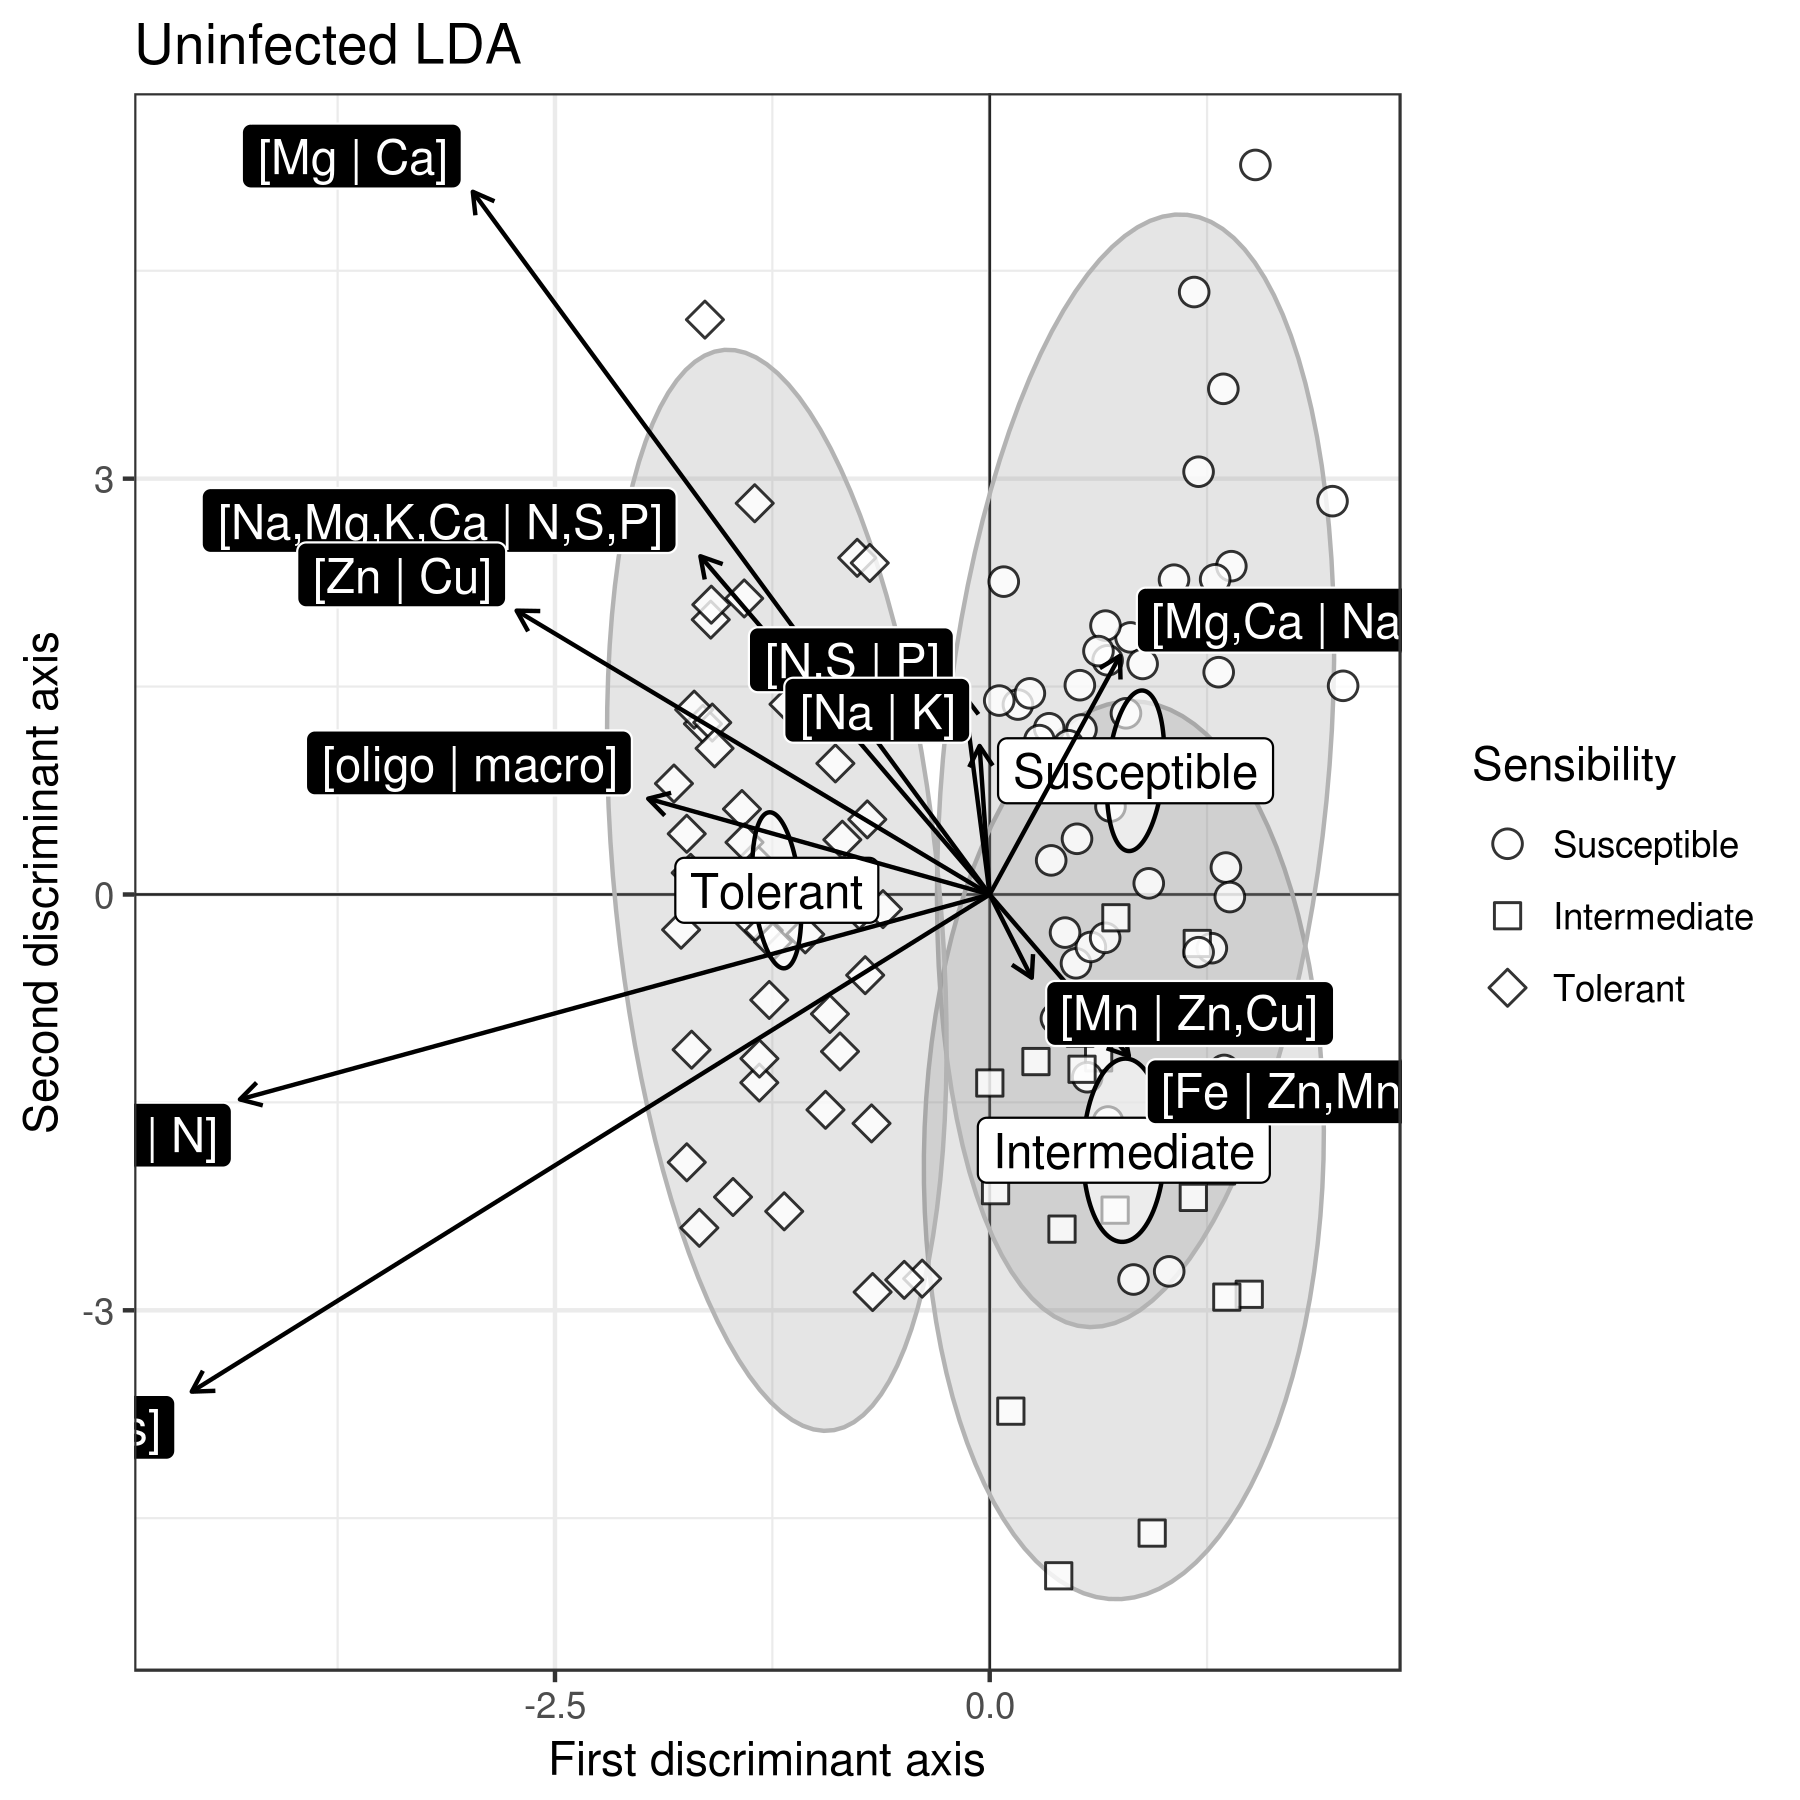 Uninfected LDA
[Mg | Ca]
[Na,Mg,K,Ca | N,S,P]
[Zn | Cu]
[Mg,Ca | Na
[N,S | P]
[Na | K]
[oligo | macro]
Susceptible
Tolerant
[Mn | Zn,Cu]
[Fe | Zn,Mn
| N]
Intermediate
s]
3
0
-3
-2.5
0.0
First discriminant axis
Second discriminant axis
Sensibility
Susceptible
Intermediate
Tolerant